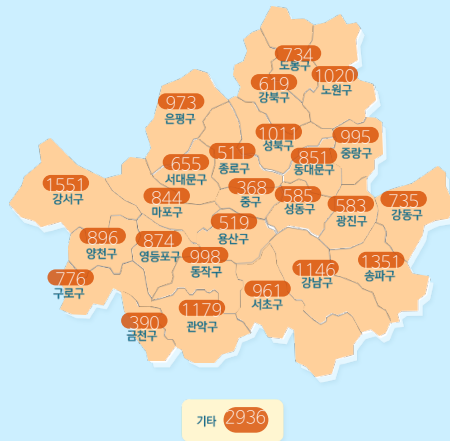 734
도봉구
1020
노원구
619
강북구
973
은평구
1011
성북구
995
중랑구
511
종로구
851
동대문구
655
서대문구
1551
강서구
844
마포구
368
중구
585
성동구
583
광진구
735
강동구
519
용산구
896
양천구
874
영등포구
998
동작구
1351
송파구
1146
강남구
776
구로구
961
서초구
1179
관악구
390
금천구
기타 2936